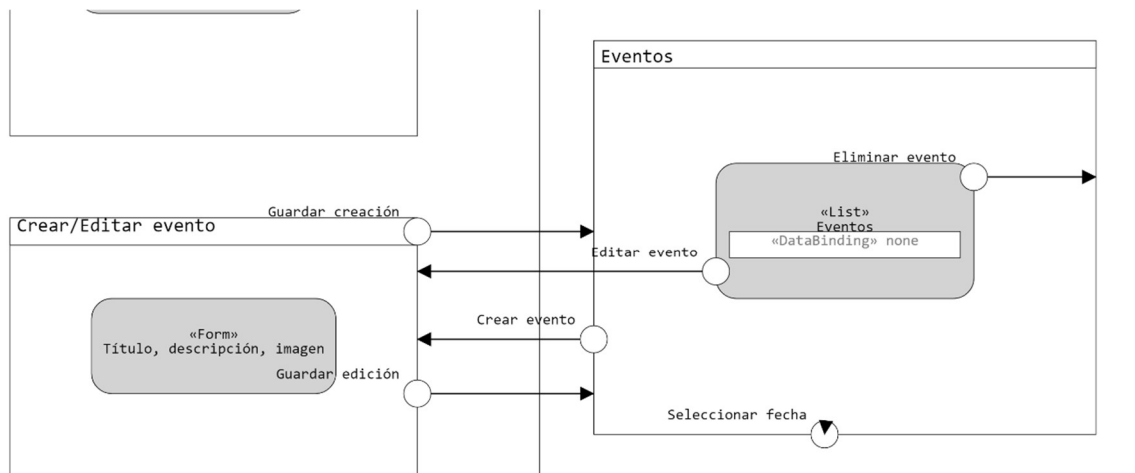 Eventos
Eliminar evento
«List»
Eventos
«DataBinding» none
Guardar creación
Crear/Editar evento
Editar evento
Crear evento
«Form»
Título, descripción, imagen
Guardar edición
Seleccionar fecha